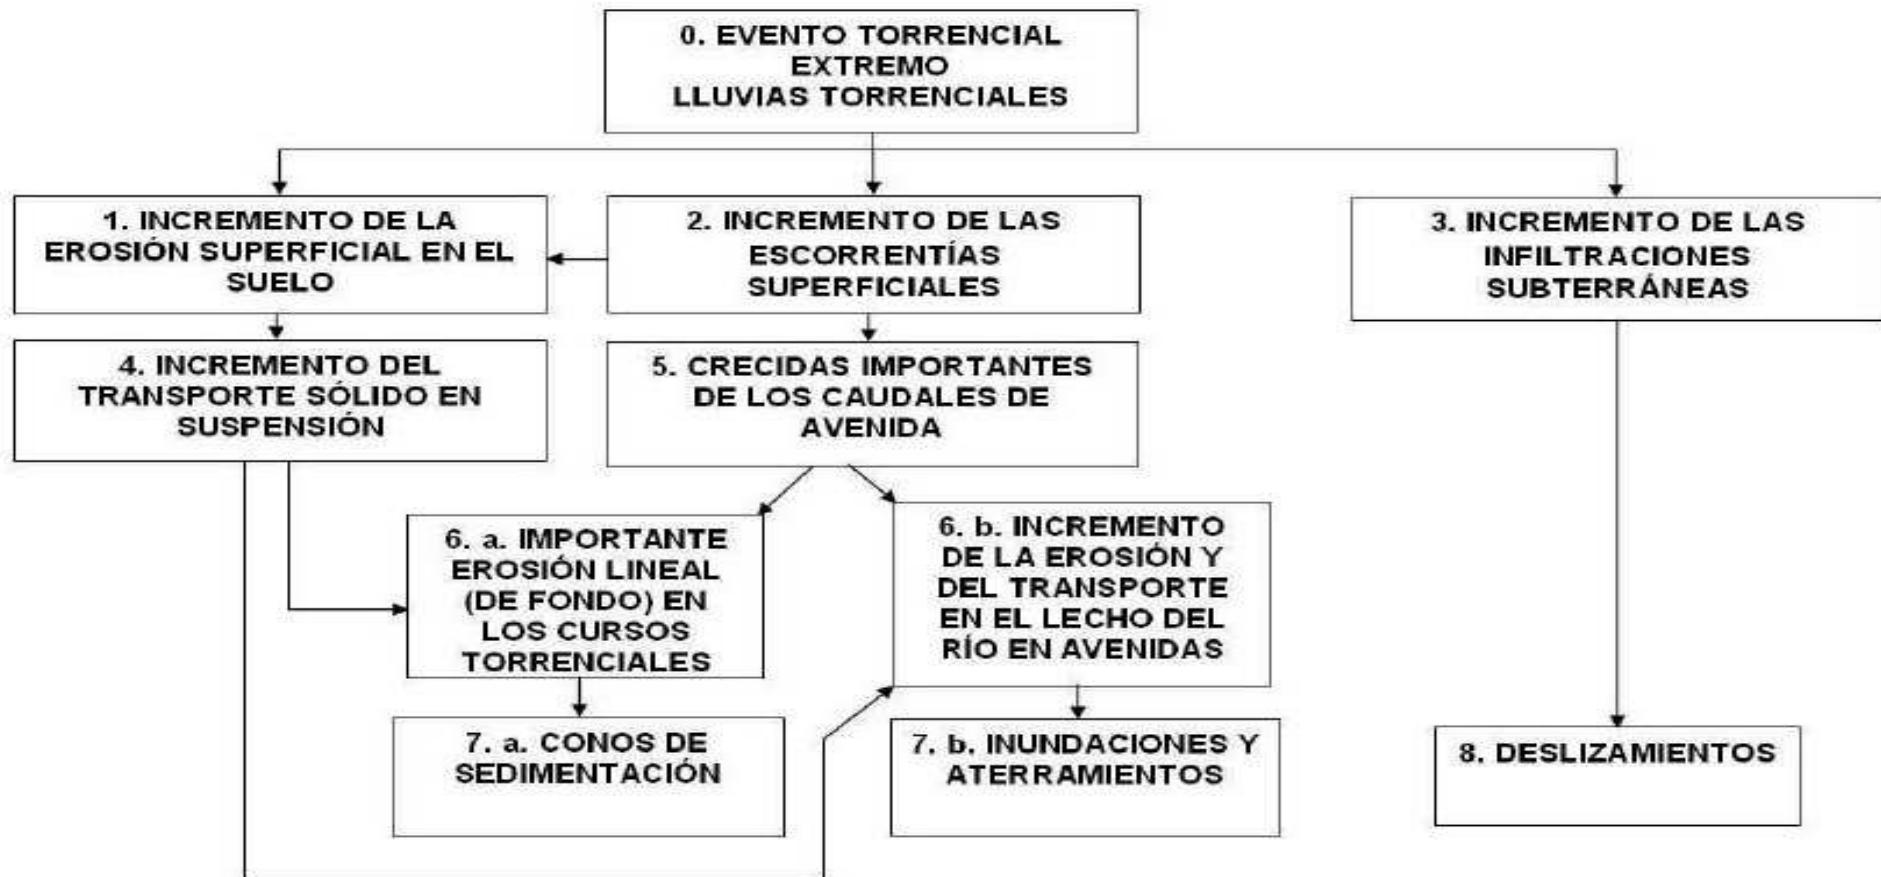 0. EVENTO TORRENCIAL
EXTREMO
LLUVIAS TORRENCIALES
1. INCREMENTO DE LA
EROSIÓN SUPERFICIAL EN EL
SUELO
2. INCREMENTO DE LAS
ESCORRENTÍAS
SUPERFICIALES
3. INCREMENTO DE LAS
INFILTRACIONES
SUBTERRÁNEAS
4. INCREMENTO DEL
TRANSPORTE SÓLIDO EN
SUSPENSIÓN
5. CRECIDAS IMPORTANTES
DE LOS CAUDALES DE
AVENIDA
6. a. IMPORTANTE
EROSIÓN LINEAL
(DE FONDO) EN
LOS CURSOS
TORRENCIALES
6. b. INCREMENTO
DE LA EROSIÓN Y
DEL TRANSPORTE
EN EL LECHO DEL
RÍO EN AVENIDAS
7. a. CONOS DE
SEDIMENTACIÓN
7. b. INUNDACIONES Y
ATERRAMIENTOS
8. DESLIZAMIENTOS